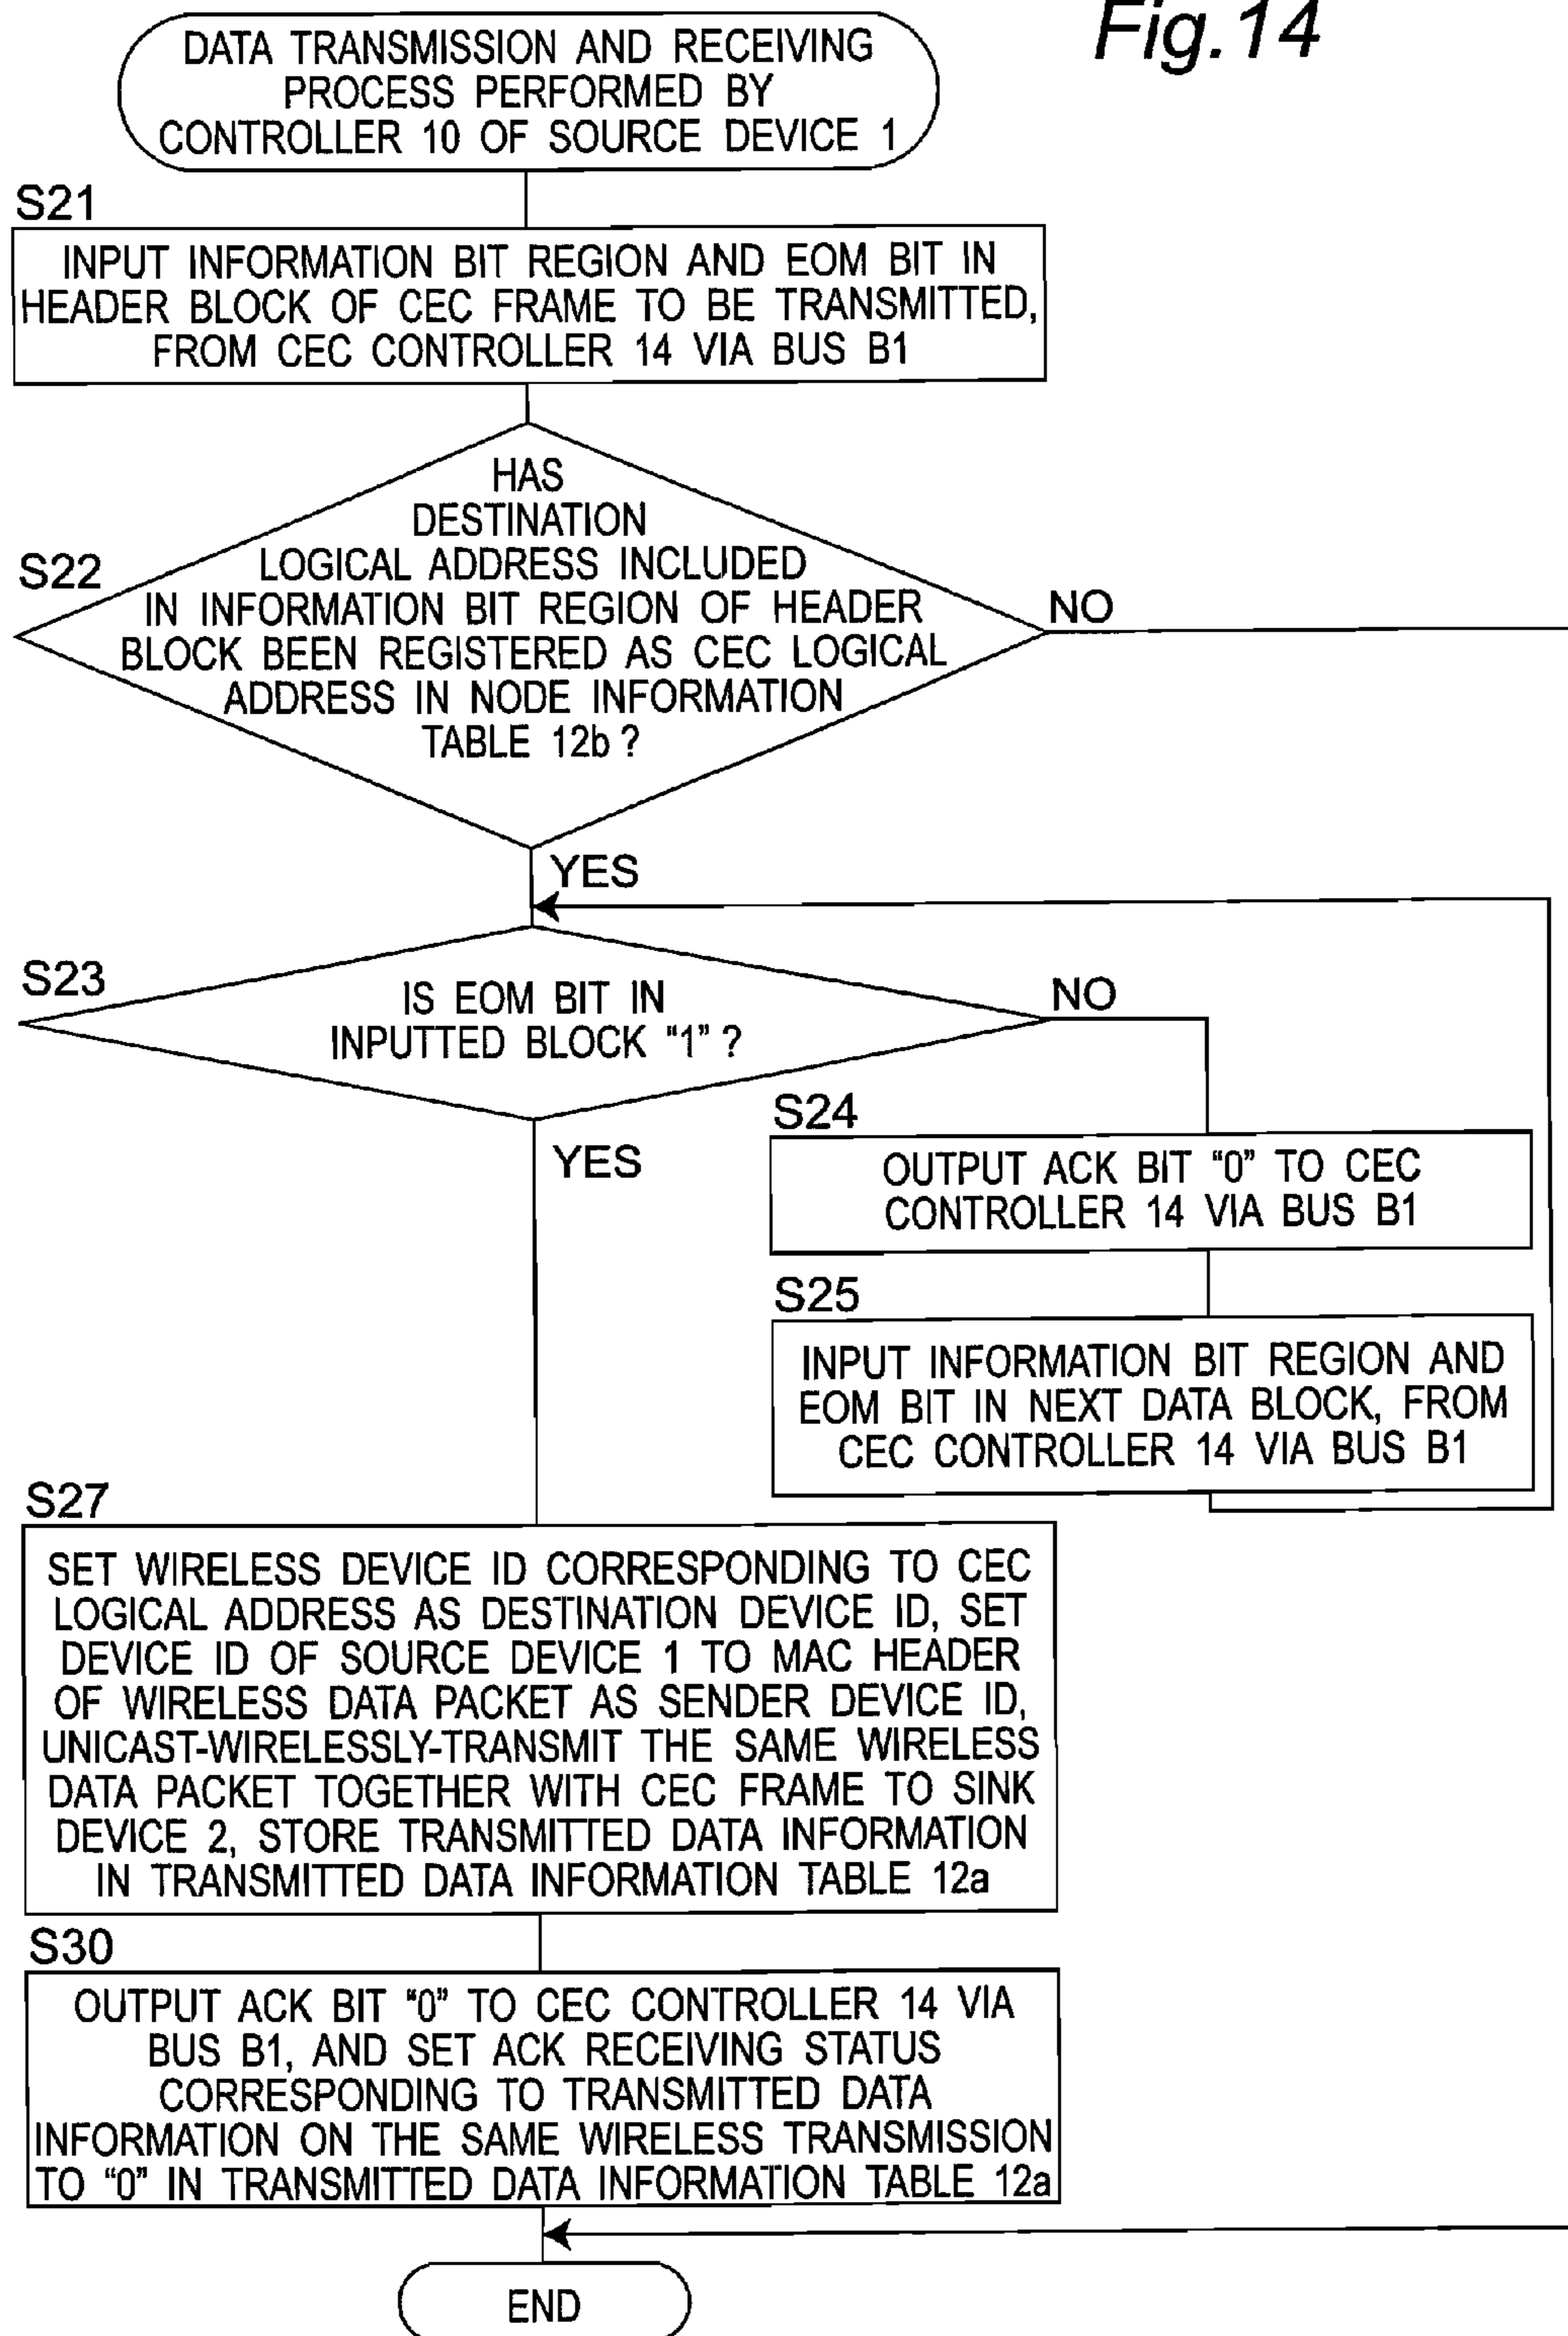 Fig.14
DATA TRANSMISSION AND RECEIVING
PROCESS PERFORMED BY
CONTROLLER 10 OF SOURCE DEVICE 1
S21
INPUT INFORMATION BIT REGION AND EOM BIT IN
HEADER BLOCK OF CEC FRAME TO BE TRANSMITTED,
FROM CEC CONTROLLER 14 VIA BUS B1
S22
HAS
DESTINATION
LOGICAL ADDRESS INCLUDED
IN INFORMATION BIT REGION OF HEADER
BLOCK BEEN REGISTERED AS CEC LOGICAL
ADDRESS IN NODE INFORMATION
TABLE 12b ?
NO
YES
S23
IS EOM BIT IN
INPUTTED BLOCK "1" ?
NO
YES
S24
OUTPUT ACK BIT "0" TO CEC
CONTROLLER 14 VIA BUS B1
S25
INPUT INFORMATION BIT REGION AND
EOM BIT IN NEXT DATA BLOCK, FROM
CEC CONTROLLER 14 VIA BUS B1
S27
SET WIRELESS DEVICE ID CORRESPONDING TO CEC
LOGICAL ADDRESS AS DESTINATION DEVICE ID, SET
DEVICE ID OF SOURCE DEVICE 1 TO MAC HEADER
OF WIRELESS DATA PACKET AS SENDER DEVICE ID,
UNICAST-WIRELESSLY-TRANSMIT THE SAME WIRELESS
DATA PACKET TOGETHER WITH CEC FRAME TO SINK
DEVICE 2, STORE TRANSMITTED DATA INFORMATION
IN TRANSMITTED DATA INFORMATION TABLE 12a
S30
OUTPUT ACK BIT "0" TO CEC CONTROLLER 14 VIA
BUS B1, AND SET ACK RECEIVING STATUS
CORRESPONDING TO TRANSMITTED DATA
INFORMATION ON THE SAME WIRELESS TRANSMISSION
TO "0" IN TRANSMITTED DATA INFORMATION TABLE 12a
END